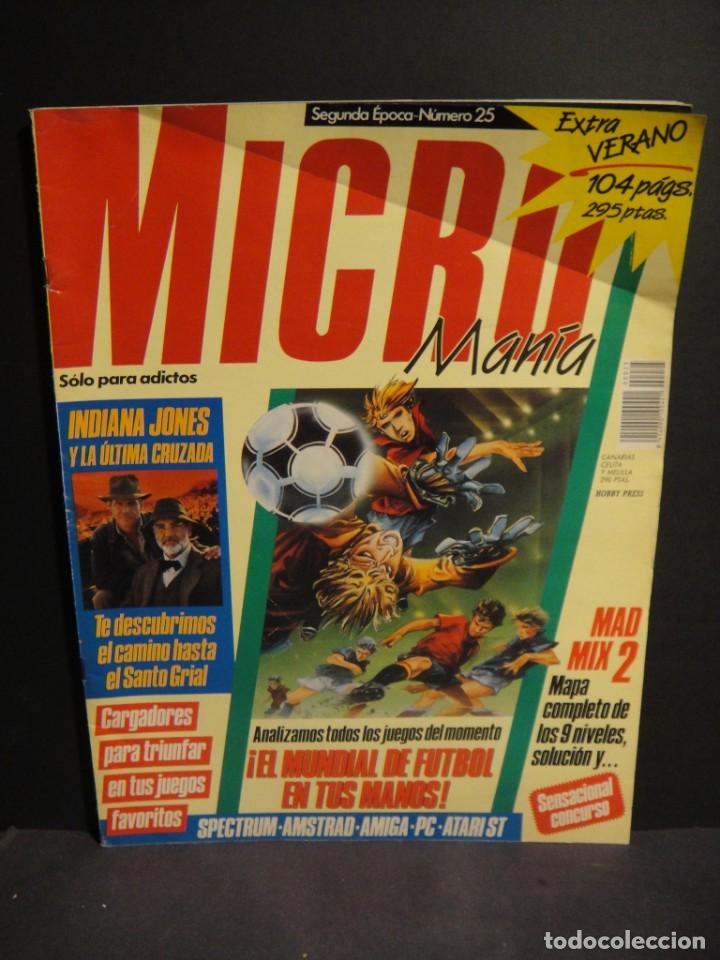 Segunda Época-Número 25
Extra
VERANO
104 págs.
295 ptas.
MICRO
Manía
Sólo para adictos
INDIANA JONES
Y LA ÚLTIMA CRUZADA
Te descubrimos
el camino hasta
el Santo Grial
Cargadores
para triunfar
en tus juegos
favoritos
CANARIAS
CEUTA
Y MELILLA
290 PTAS.
HOBBY PRESS
MAD
MIX 2
Mapa
completo de
los 9 niveles,
solución y...
Sensacional
concurso
Analizamos todos los juegos del momento
¡EL MUNDIAL DE FUTBOL
EN TUS MANOS!
SPECTRUM·AMSTRAD·AMIGA·PC·ATARI ST
todocoleccion